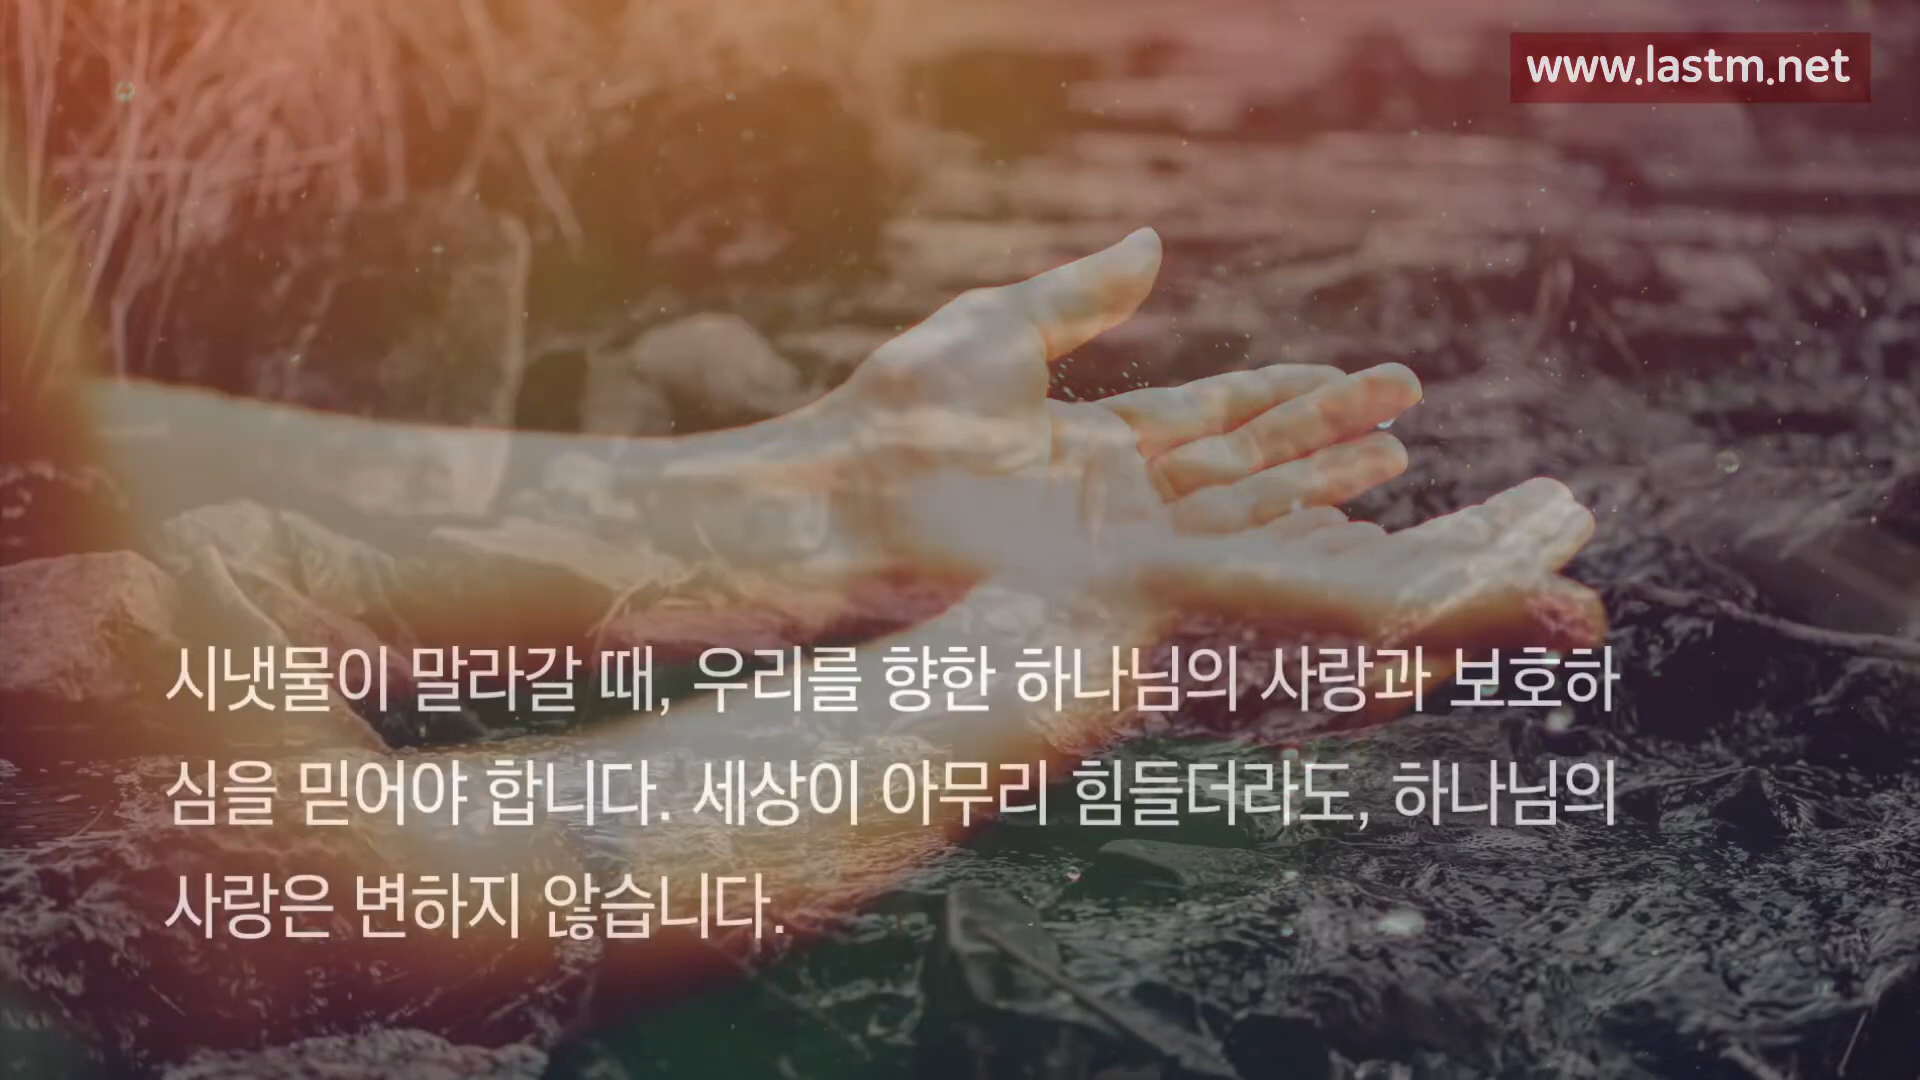 www.lastm.net
시냇물이 말라갈 때, 우리를 향한 하나님의 사랑과 보호하
심을 믿어야 합니다. 세상이 아무리 힘들더라도, 하나님의
사랑은 변하지 않습니다.